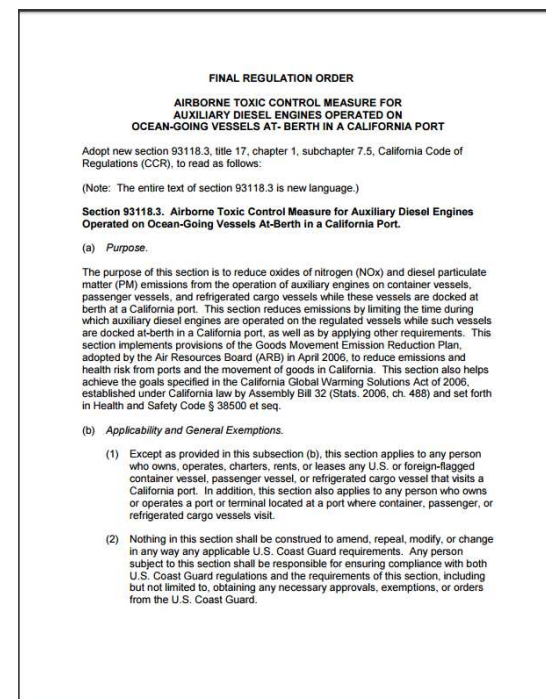 FINAL REGULATION ORDER
AIRBORNE TOXIC CONTROL MEASURE FOR
AUXILIARY DIESEL ENGINES OPERATED ON
OCEAN-GOING VESSELS AT- BERTH IN A CALIFORNIA PORT
Adopt new section 93118.3, title 17, chapter 1, subchapter 7.5, California Code of
Regulations (CCR), to read as follows:
(Note: The entire text of section 93118.3 is new language.)
Section 93118.3. Airborne Toxic Control Measure for Auxiliary Diesel Engines
Operated on Ocean-Going Vessels At-Berth in a California Port.
(a) Purpose.
The purpose of this section is to reduce oxides of nitrogen (NOx) and diesel particulate
matter (PM) emissions from the operation of auxiliary engines on container vessels,
passenger vessels, and refrigerated cargo vessels while these vessels are docked at
berth at a California port. This section reduces emissions by limiting the time during
which auxiliary diesel engines are operated on the regulated vessels while such vessels
are docked at-berth in a California port, as well as by applying other requirements. This
section implements provisions of the Goods Movement Emission Reduction Plan,
adopted by the Air Resources Board (ARB) in April 2006, to reduce emissions and
health risk from ports and the movement of goods in California. This section also helps
achieve the goals specified in the California Global Warming Solutions Act of 2006,
established under California law by Assembly Bill 32 (Stats. 2006, ch. 488) and set forth
in Health and Safety Code § 38500 et seq.
(b) Applicability and General Exemptions.
(1) Except as provided in this subsection (b), this section applies to any person
who owns, operates, charters, rents, or leases any U.S. or foreign-flagged
container vessel, passenger vessel, or refrigerated cargo vessel that visits a
California port. In addition, this section also applies to any person who owns
or operates a port or terminal located at a port where container, passenger, or
refrigerated cargo vessels visit.
(2) Nothing in this section shall be construed to amend, repeal, modify, or change
in any way any applicable U.S. Coast Guard requirements. Any person
subject to this section shall be responsible for ensuring compliance with both
U.S. Coast Guard regulations and the requirements of this section, including
but not limited to, obtaining any necessary approvals, exemptions, or orders
from the U.S. Coast Guard.